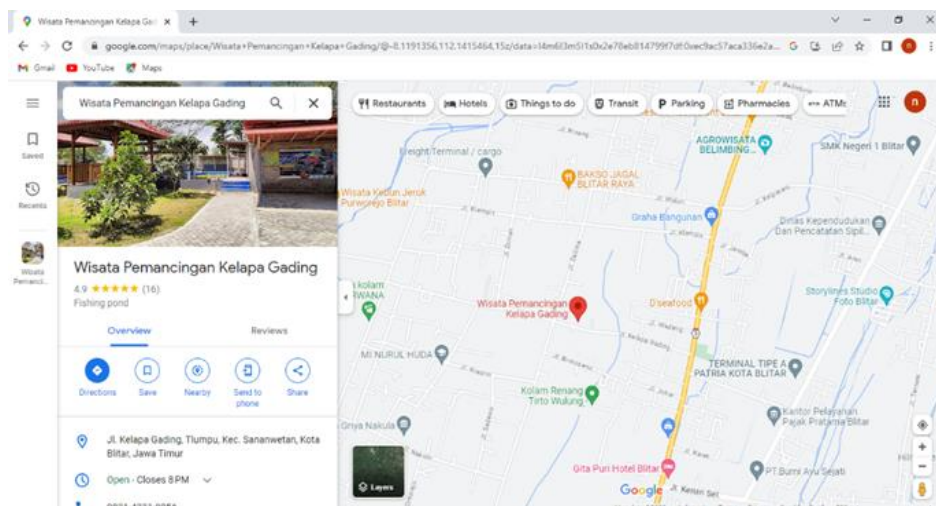 Wisata Pemancingan Kelapa Gad
google.com/maps/place/Wisata+Pemancingan+Kelapa+Gading/@-8.1191356,112.1415464,15z/
Gmail
YouTube
Maps
Saved
Recents
Wisata
Pemanci...
Wisata Pemancingan Kelapa Gading
Wisata Pemancingan Kelapa Gading
4.9 ★★★★★ (16)
Fishing pond
Overview
Reviews
Directions
Save
Nearby
Send to
phone
Share
Jl. Kelapa Gading, Tlumpu, Kec. Sananwetan, Kota
Blitar, Jawa Timur
Open - Closes 8 PM
Restaurants
Hotels
Things to do
Transit
Parking
Pharmacies
ATMs
n
Freight Terminal / cargo
AGROWISATA
BELIMBING...
SMK Negeri 1 Blitar
BAKSO JAGAL
BLITAR RAYA
Wisata Kebun Jeruk
Purworejo Blitar
Graha Bangunan
Dinas Kependudukan
Dan Pencatatan Sipil...
kolam
Wisata Pemancingan
Kelapa Gading
D'seafood
Storylines Studio
Foto Blitar
Jl. Kelapa Gading
MI NURUL HUDA
TERMINAL TIPE A
PATRIA KOTA BLITAR
Kolam Renang
Tirto Wulung
Griya Nakula
Kantor Pelayanan
Pajak Pratama Blitar
Gita Puri Hotel Blitar
PT.Bumi Ayu Sejati
Layers
Google